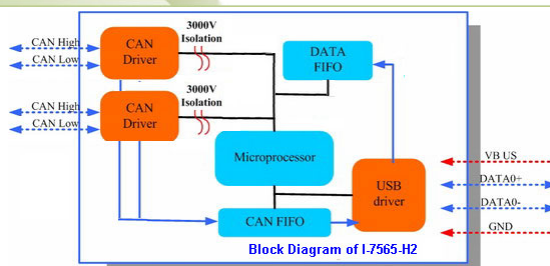 3000V
Isolation
CAN High
CAN Low
CAN
Driver
DATA
FIFO
3000V
Isolation
CAN High
CAN Low
CAN
Driver
Microprocessor
VB US
USB
driver
DATA0+
DATA0-
CAN FIFO
GND
Block Diagram of I-7565-H2